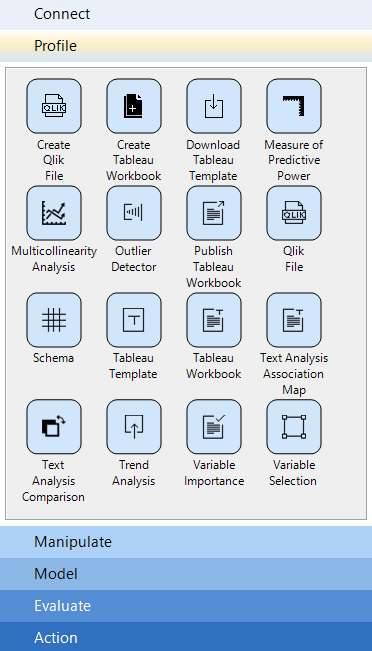 Connect
Profile
QLIK
Create
Qlik
File
Create
Tableau
Workbook
Download
Tableau
Template
Measure of
Predictive
Power
QLIK
Multicollinearity
Analysis
Outlier
Detector
Publish
Tableau
Workbook
Qlik
File
T
T
T
Schema
Tableau
Template
Tableau
Workbook
Text Analysis
Association
Map
Text
Analysis
Comparison
Trend
Analysis
Variable
Importance
Variable
Selection
Manipulate
Model
Evaluate
Action